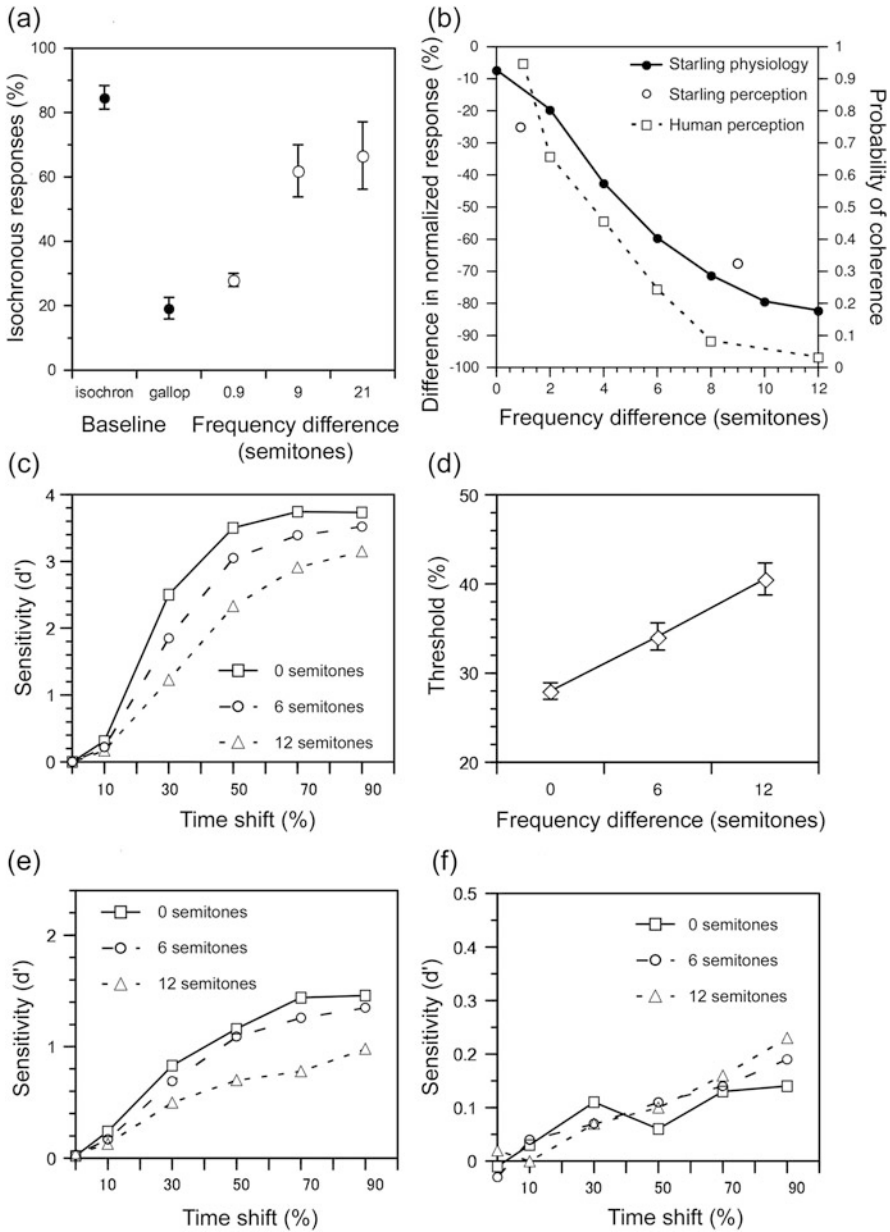 (a)
Isochronous responses (%)
100
80
60
40
20
0
isochron gallop 0.9 9 21
Baseline Frequency difference
(semitones)
(b)
Difference in normalized response (%)
0
-10
-20
-30
-40
-50
-60
-70
-80
-90
-100
Starling physiology
Starling perception
Human perception
1
0.9
0.8
0.7
0.6
0.5
0.4
0.3
0.2
0.1
0
Probability of coherence
0 2 4 6 8 10 12
Frequency difference (semitones)
(c)
Sensitivity (d')
4
3
2
1
0
0 semitones
6 semitones
12 semitones
10 30 50 70 90
Time shift (%)
(d)
Threshold (%)
50
40
30
20
0 6 12
Frequency difference (semitones)
(e)
Sensitivity (d')
2
1
0
0 semitones
6 semitones
12 semitones
10 30 50 70 90
Time shift (%)
(f)
Sensitivity (d')
0.5
0.4
0.3
0.2
0.1
0
0 semitones
6 semitones
12 semitones
10 30 50 70 90
Time shift (%)